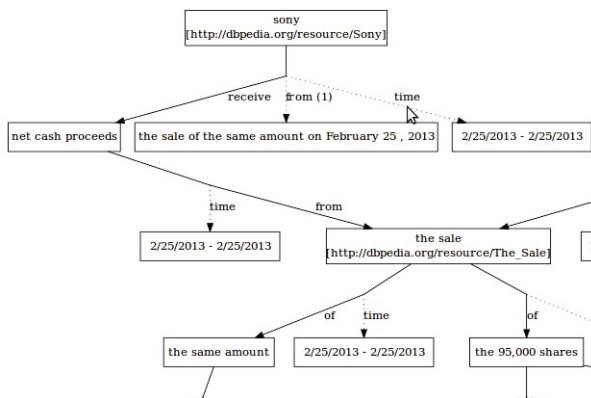 sony
[http://dbpedia.org/resource/Sony]
receive
from (1)
time
net cash proceeds
the sale of the same amount on February 25 , 2013
2/25/2013 - 2/25/2013
time
from
2/25/2013 - 2/25/2013
the sale
[http://dbpedia.org/resource/The_Sale]
of
time
of
the same amount
2/25/2013 - 2/25/2013
the 95,000 shares